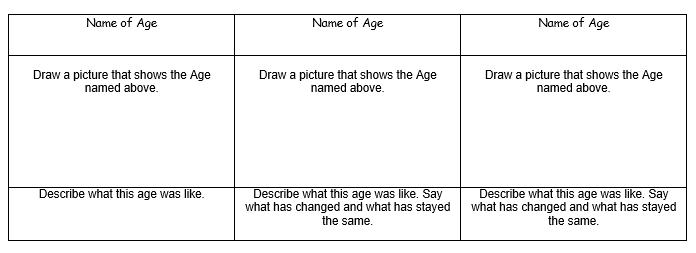 Name of Age
Name of Age
Name of Age
Draw a picture that shows the Age
named above.
Draw a picture that shows the Age
named above.
Draw a picture that shows the Age
named above.
Describe what this age was like.
Describe what this age was like. Say
what has changed and what has stayed
the same.
Describe what this age was like. Say
what has changed and what has stayed
the same.